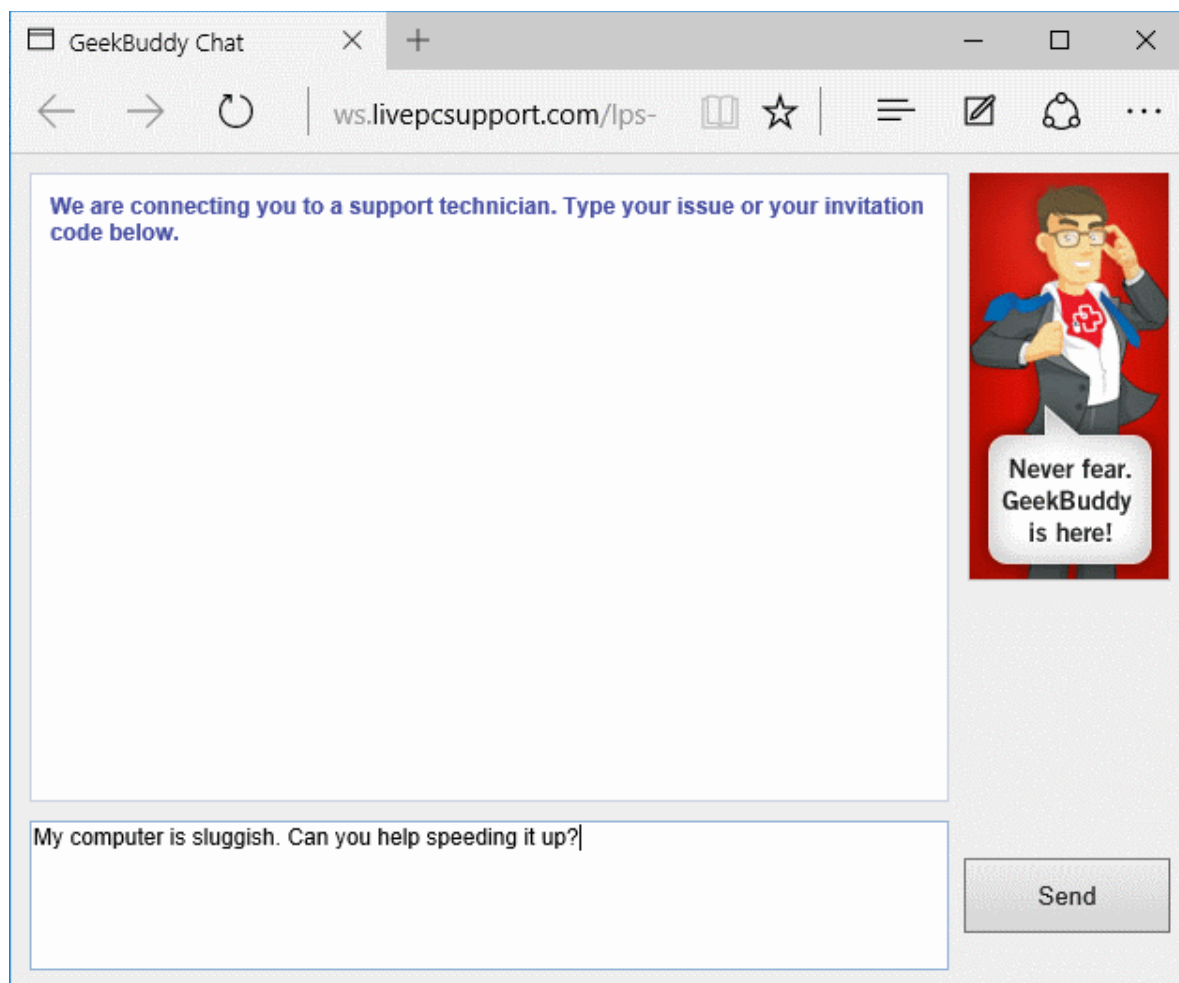 GeekBuddy Chat
ws.livepcsupport.com/lps-
We are connecting you to a support technician. Type your issue or your invitation
code below.
Never fear.
GeekBuddy
is here!
My computer is sluggish. Can you help speeding it up?
Send